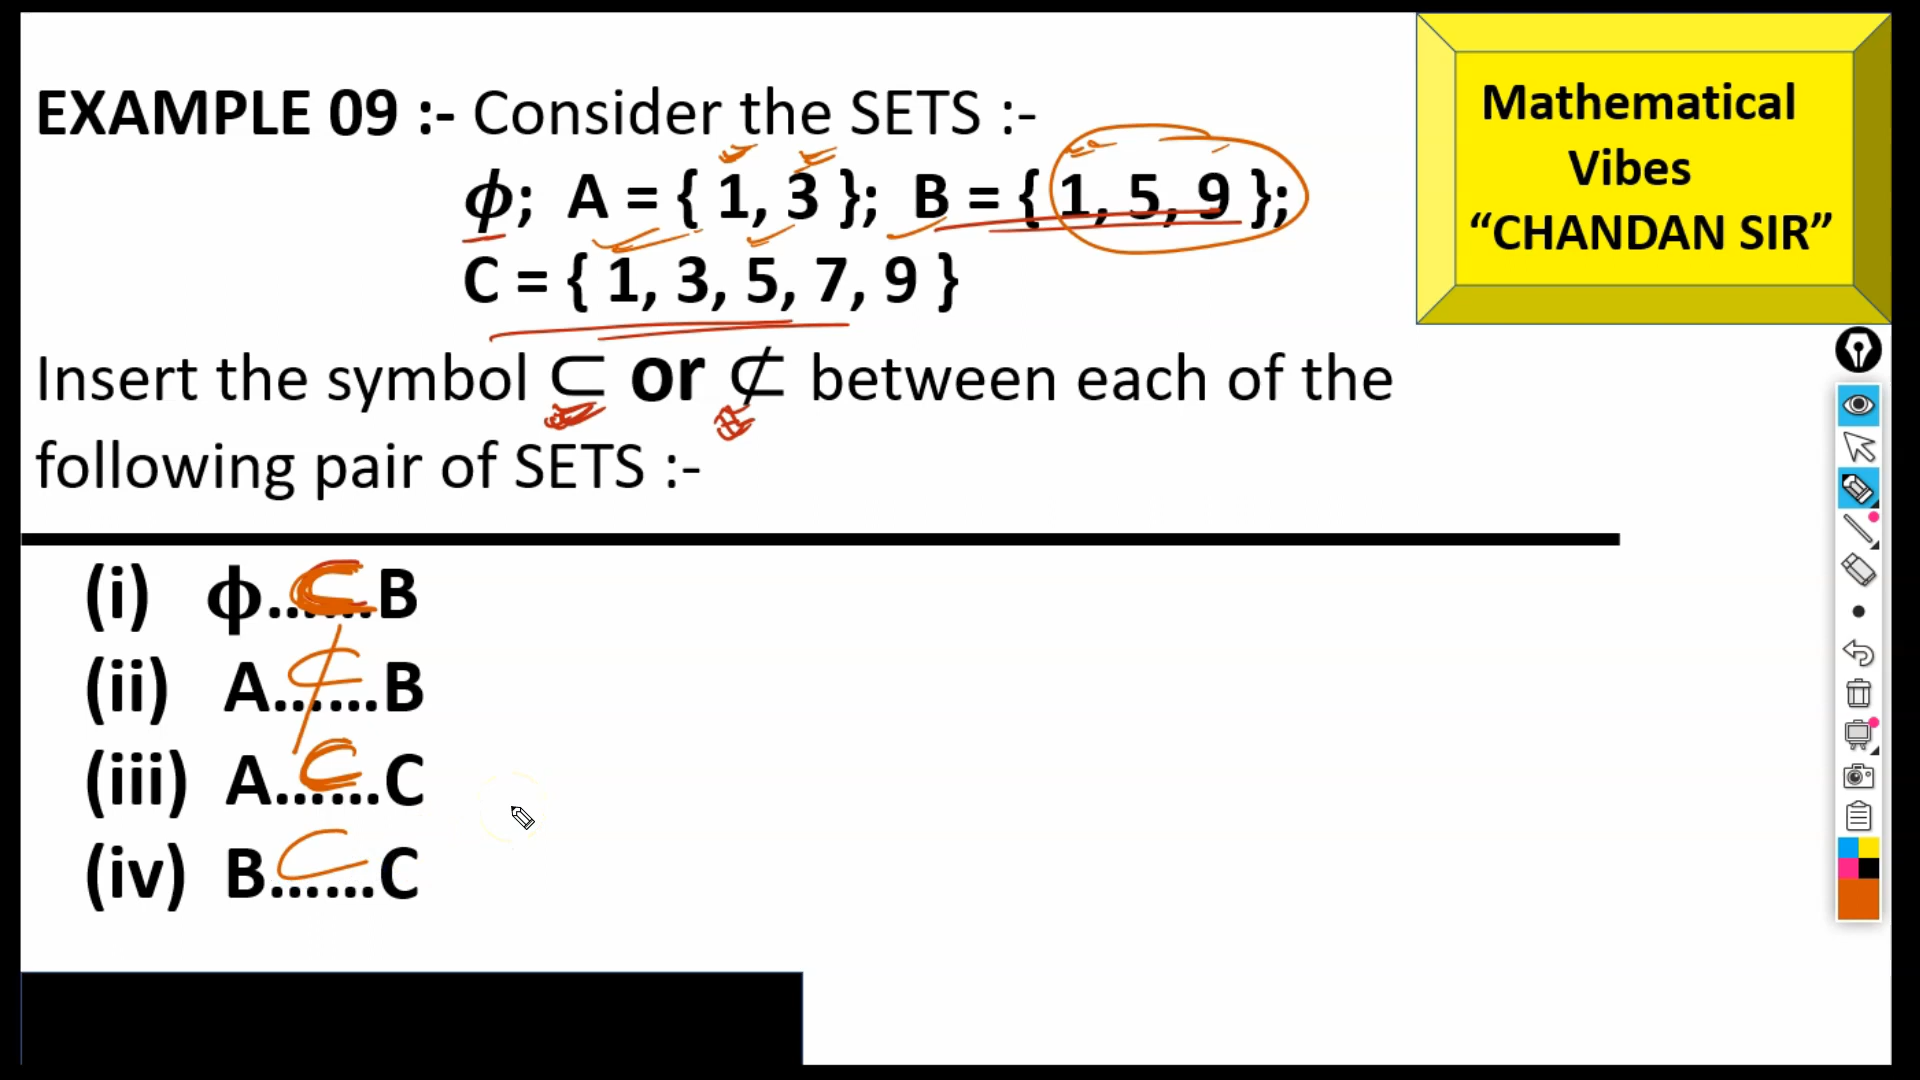 EXAMPLE 09 :- Consider the SETS :-
ϕ; A = { 1, 3 }; B = { 1, 5, 9 };
C = { 1, 3, 5, 7, 9 }
Insert the symbol ⊂ or ⊄ between each of the
following pair of SETS :-
(i) ϕ...⊂...B
(ii) A...⊄...B
(iii) A...⊂...C
(iv) B...⊂...C
Mathematical
Vibes
“CHANDAN SIR”